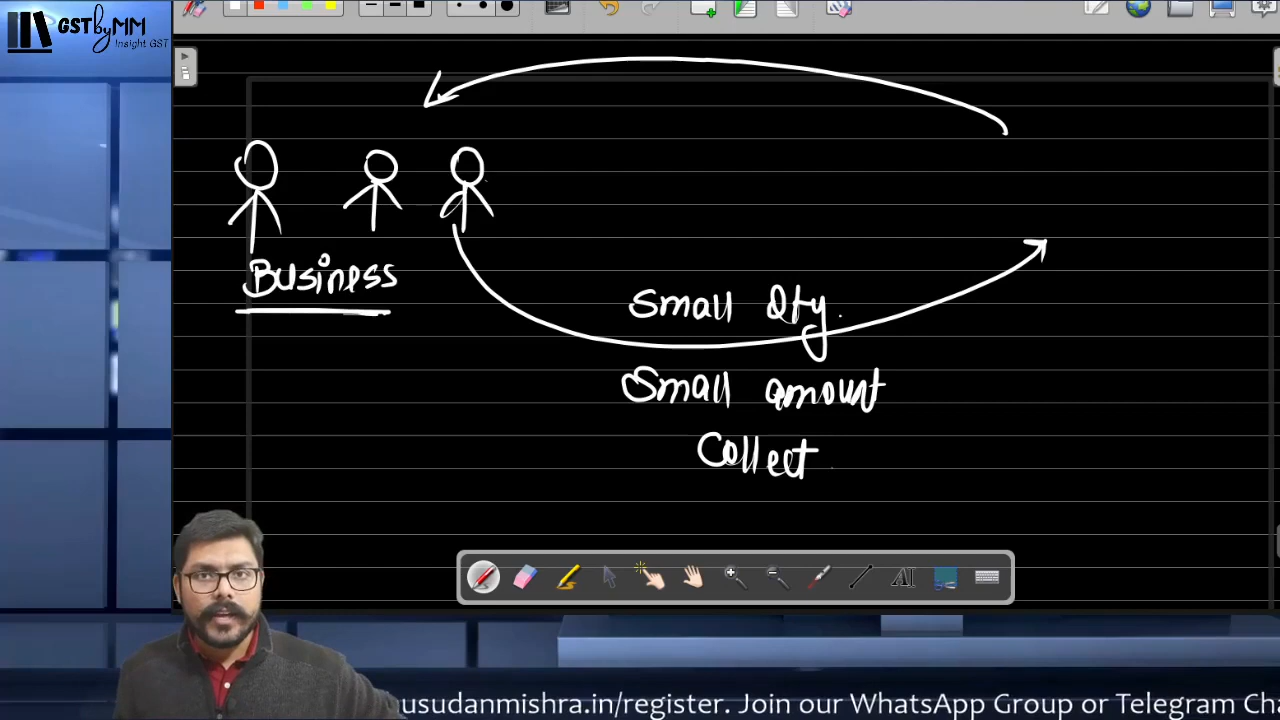 GSTbyMM
Insight GST
Business
Small Qty.
Small amount
Collect
AI
usudanmishra.in/register. Join our WhatsApp Group or Telegram Cha